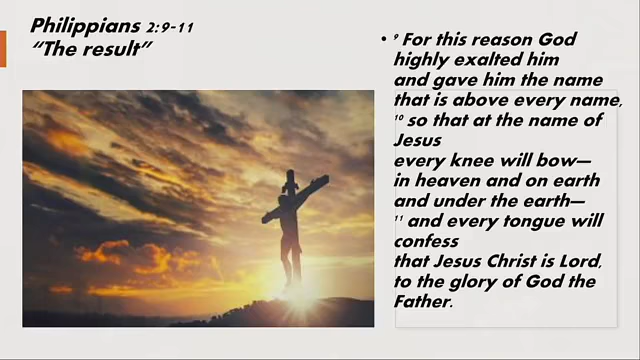 Philippians 2:9-11
“The result”
• 9 For this reason God
highly exalted him
and gave him the name
that is above every name,
10 so that at the name of
Jesus
every knee will bow—
in heaven and on earth
and under the earth—
11 and every tongue will
confess
that Jesus Christ is Lord,
to the glory of God the
Father.